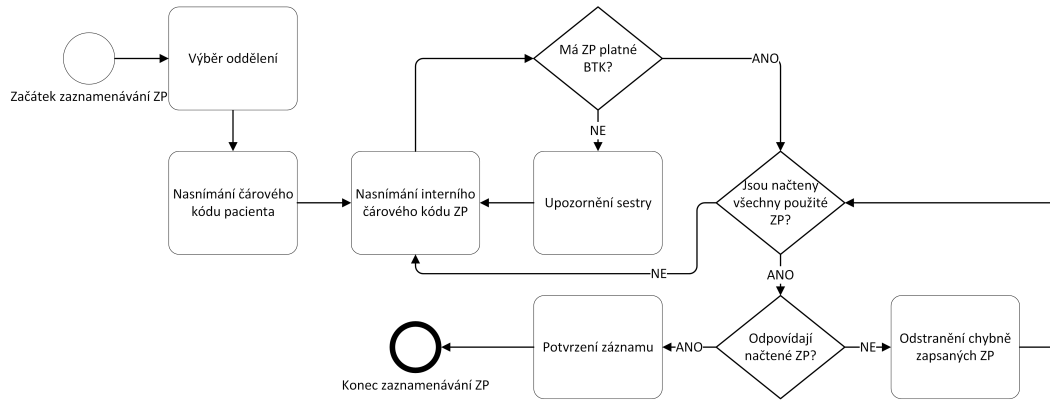 Začátek zaznamenávání ZP
Výběr oddělení
Má ZP platné
BTK?
ANO
NE
Nasnímání čárového
kódu pacienta
Nasnímání interního
čárového kódu ZP
Upozornění sestry
Jsou načteny
všechny použité
ZP?
NE
ANO
Konec zaznamenávání ZP
Potvrzení záznamu
ANO
Odpovídají
načtené ZP?
NE
Odstranění chybně
zapsaných ZP